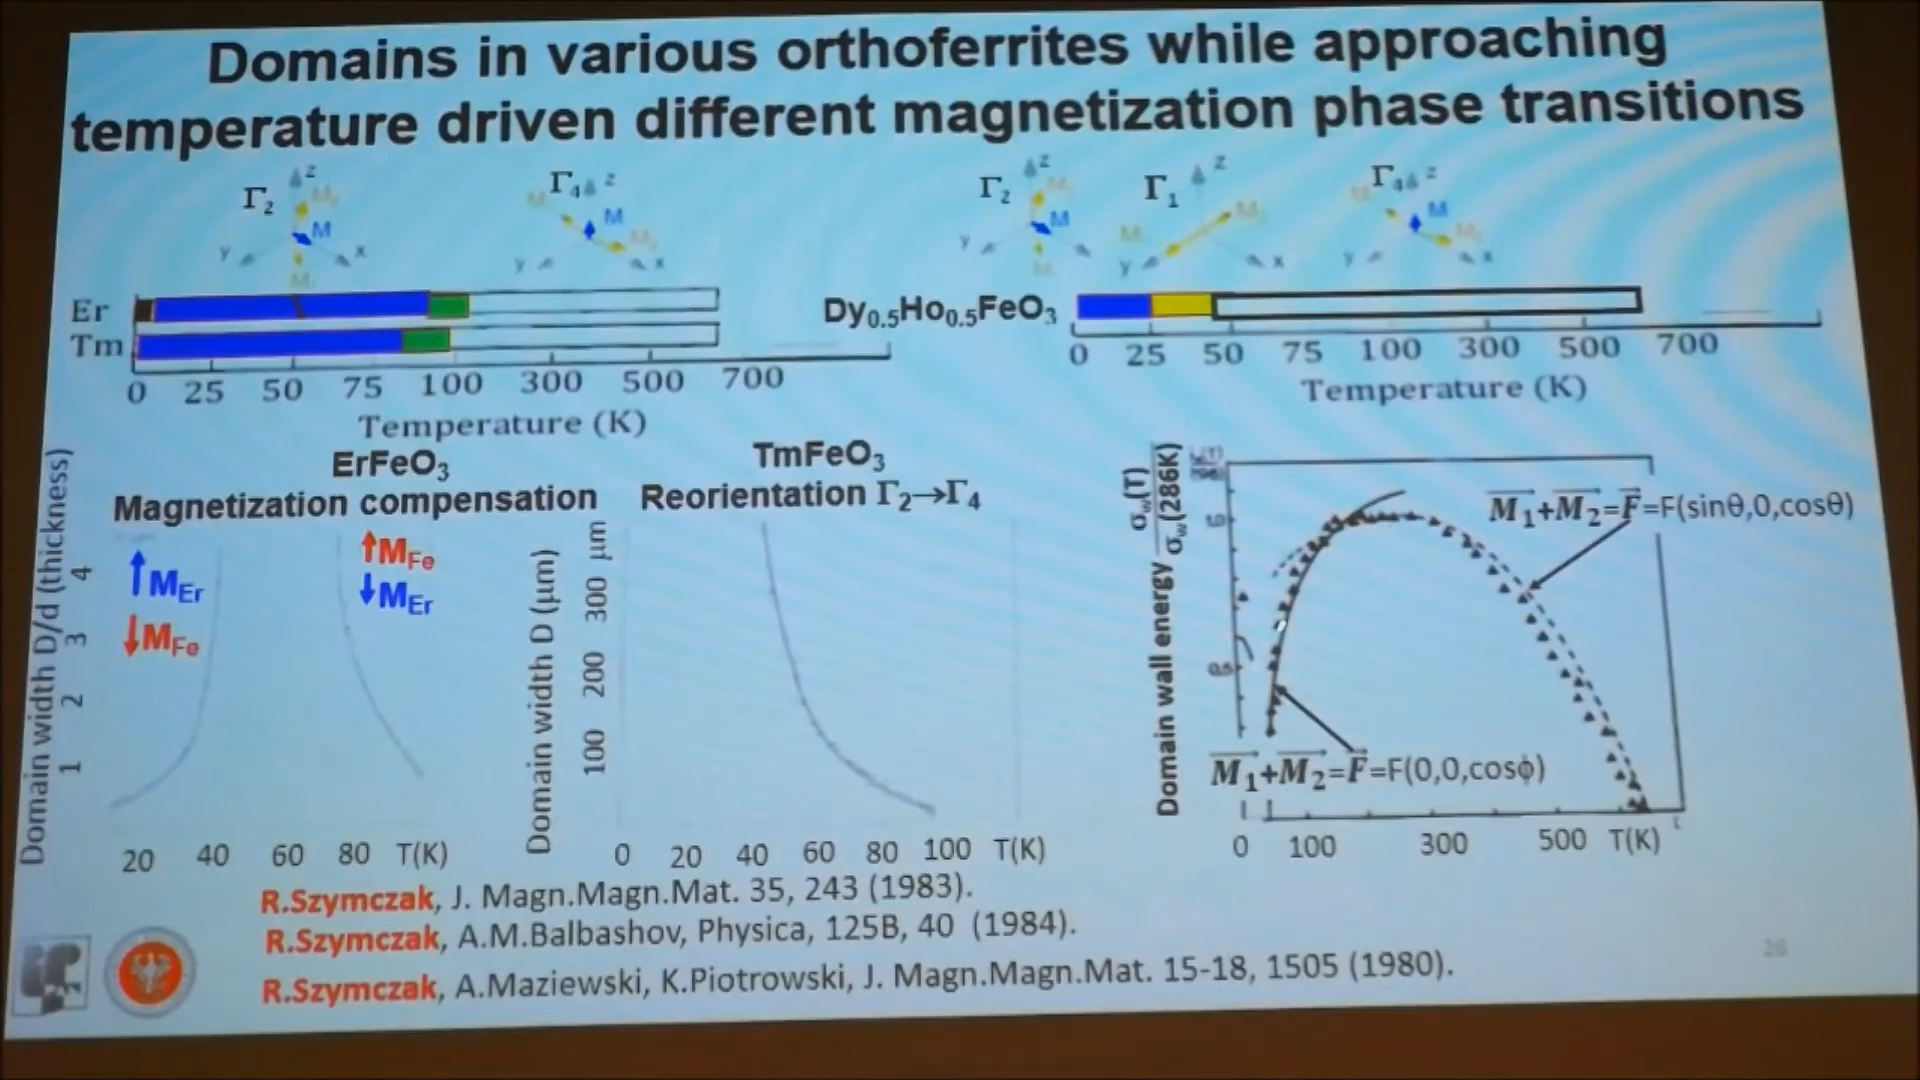 Domains in various orthoferrites while approaching
temperature driven different magnetization phase transitions
Γ₂ z M y x
Γ₄ z M y x
Γ₂ z M y
Γ₁ z y x
Γ₄ z M y x
Er
Tm
0 25 50 75 100 300 500 700
Temperature (K)
Dy₀.₅Ho₀.₅FeO₃
0 25 50 75 100 300 500 700
Temperature (K)
ErFeO₃
Magnetization compensation
Domain width D/d (thickness)
1 2 3 4
↑M_Er
↓M_Fe
↑M_Fe
↓M_Er
20 40 60 80 T(K)
TmFeO₃
Reorientation Γ₂→Γ₄
Domain width D (μm)
100 200 300 μm
0 20 40 60 80 100 T(K)
Domain wall energy σw(T) / σw(286K)
0.5
M₁+M₂=F=F(sinθ,0,cosθ)
M₁+M₂=F=F(0,0,cosϕ)
0 100 300 500 T(K)
R.Szymczak, J. Magn.Magn.Mat. 35, 243 (1983).
R.Szymczak, A.M.Balbashov, Physica, 125B, 40 (1984).
R.Szymczak, A.Maziewski, K.Piotrowski, J. Magn.Magn.Mat. 15-18, 1505 (1980).